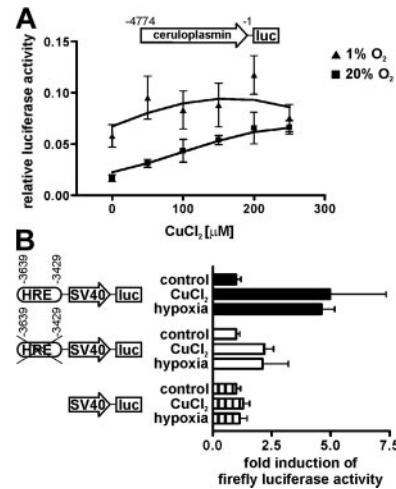 A
-4774
-1
ceruloplasmin
luc
▲ 1% O₂
■ 20% O₂
relative luciferase activity
0.15
0.10
0.05
0.00
0
100
200
300
CuCl₂ [µM]
B
-3639
-3429
HRE
SV40
luc
control
CuCl₂
hypoxia
-3639
-3429
HRE
SV40
luc
control
CuCl₂
hypoxia
SV40
luc
control
CuCl₂
hypoxia
0.0
2.5
5.0
7.5
fold induction of
firefly luciferase activity